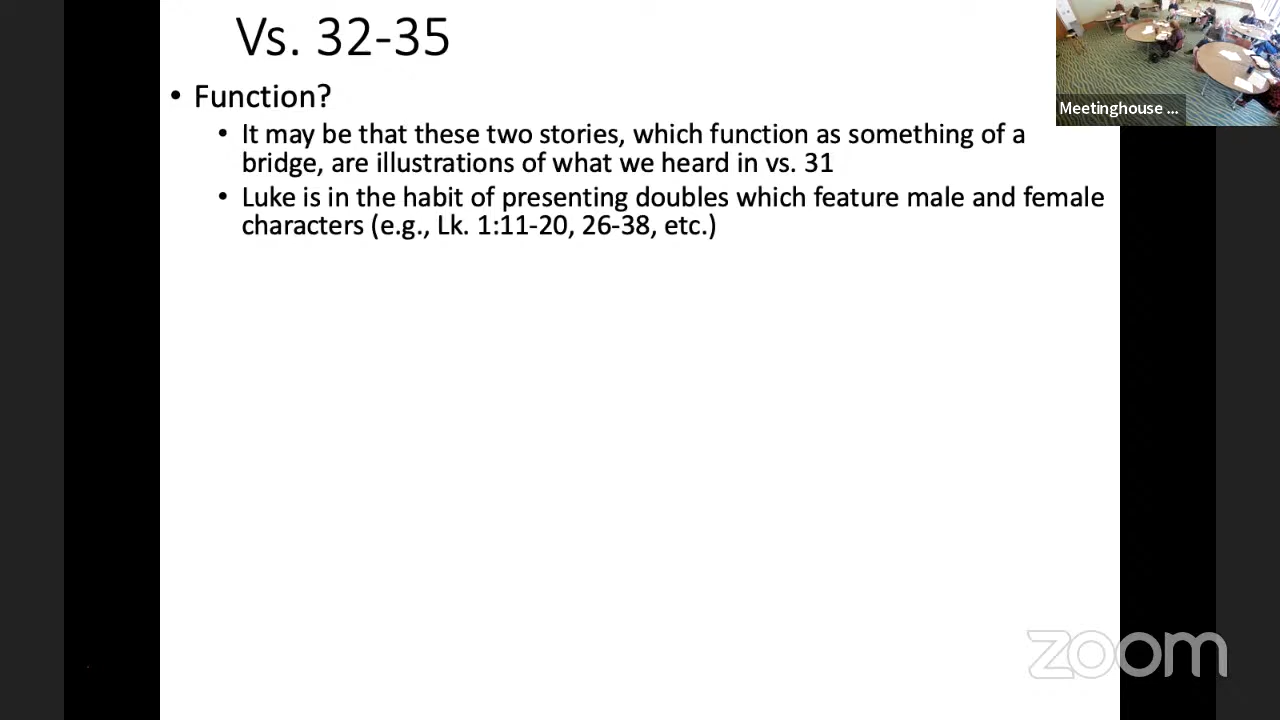 Vs. 32-35
• Function?
• It may be that these two stories, which function as something of a
bridge, are illustrations of what we heard in vs. 31
• Luke is in the habit of presenting doubles which feature male and female
characters (e.g., Lk. 1:11-20, 26-38, etc.)
Meetinghouse ...
zoom